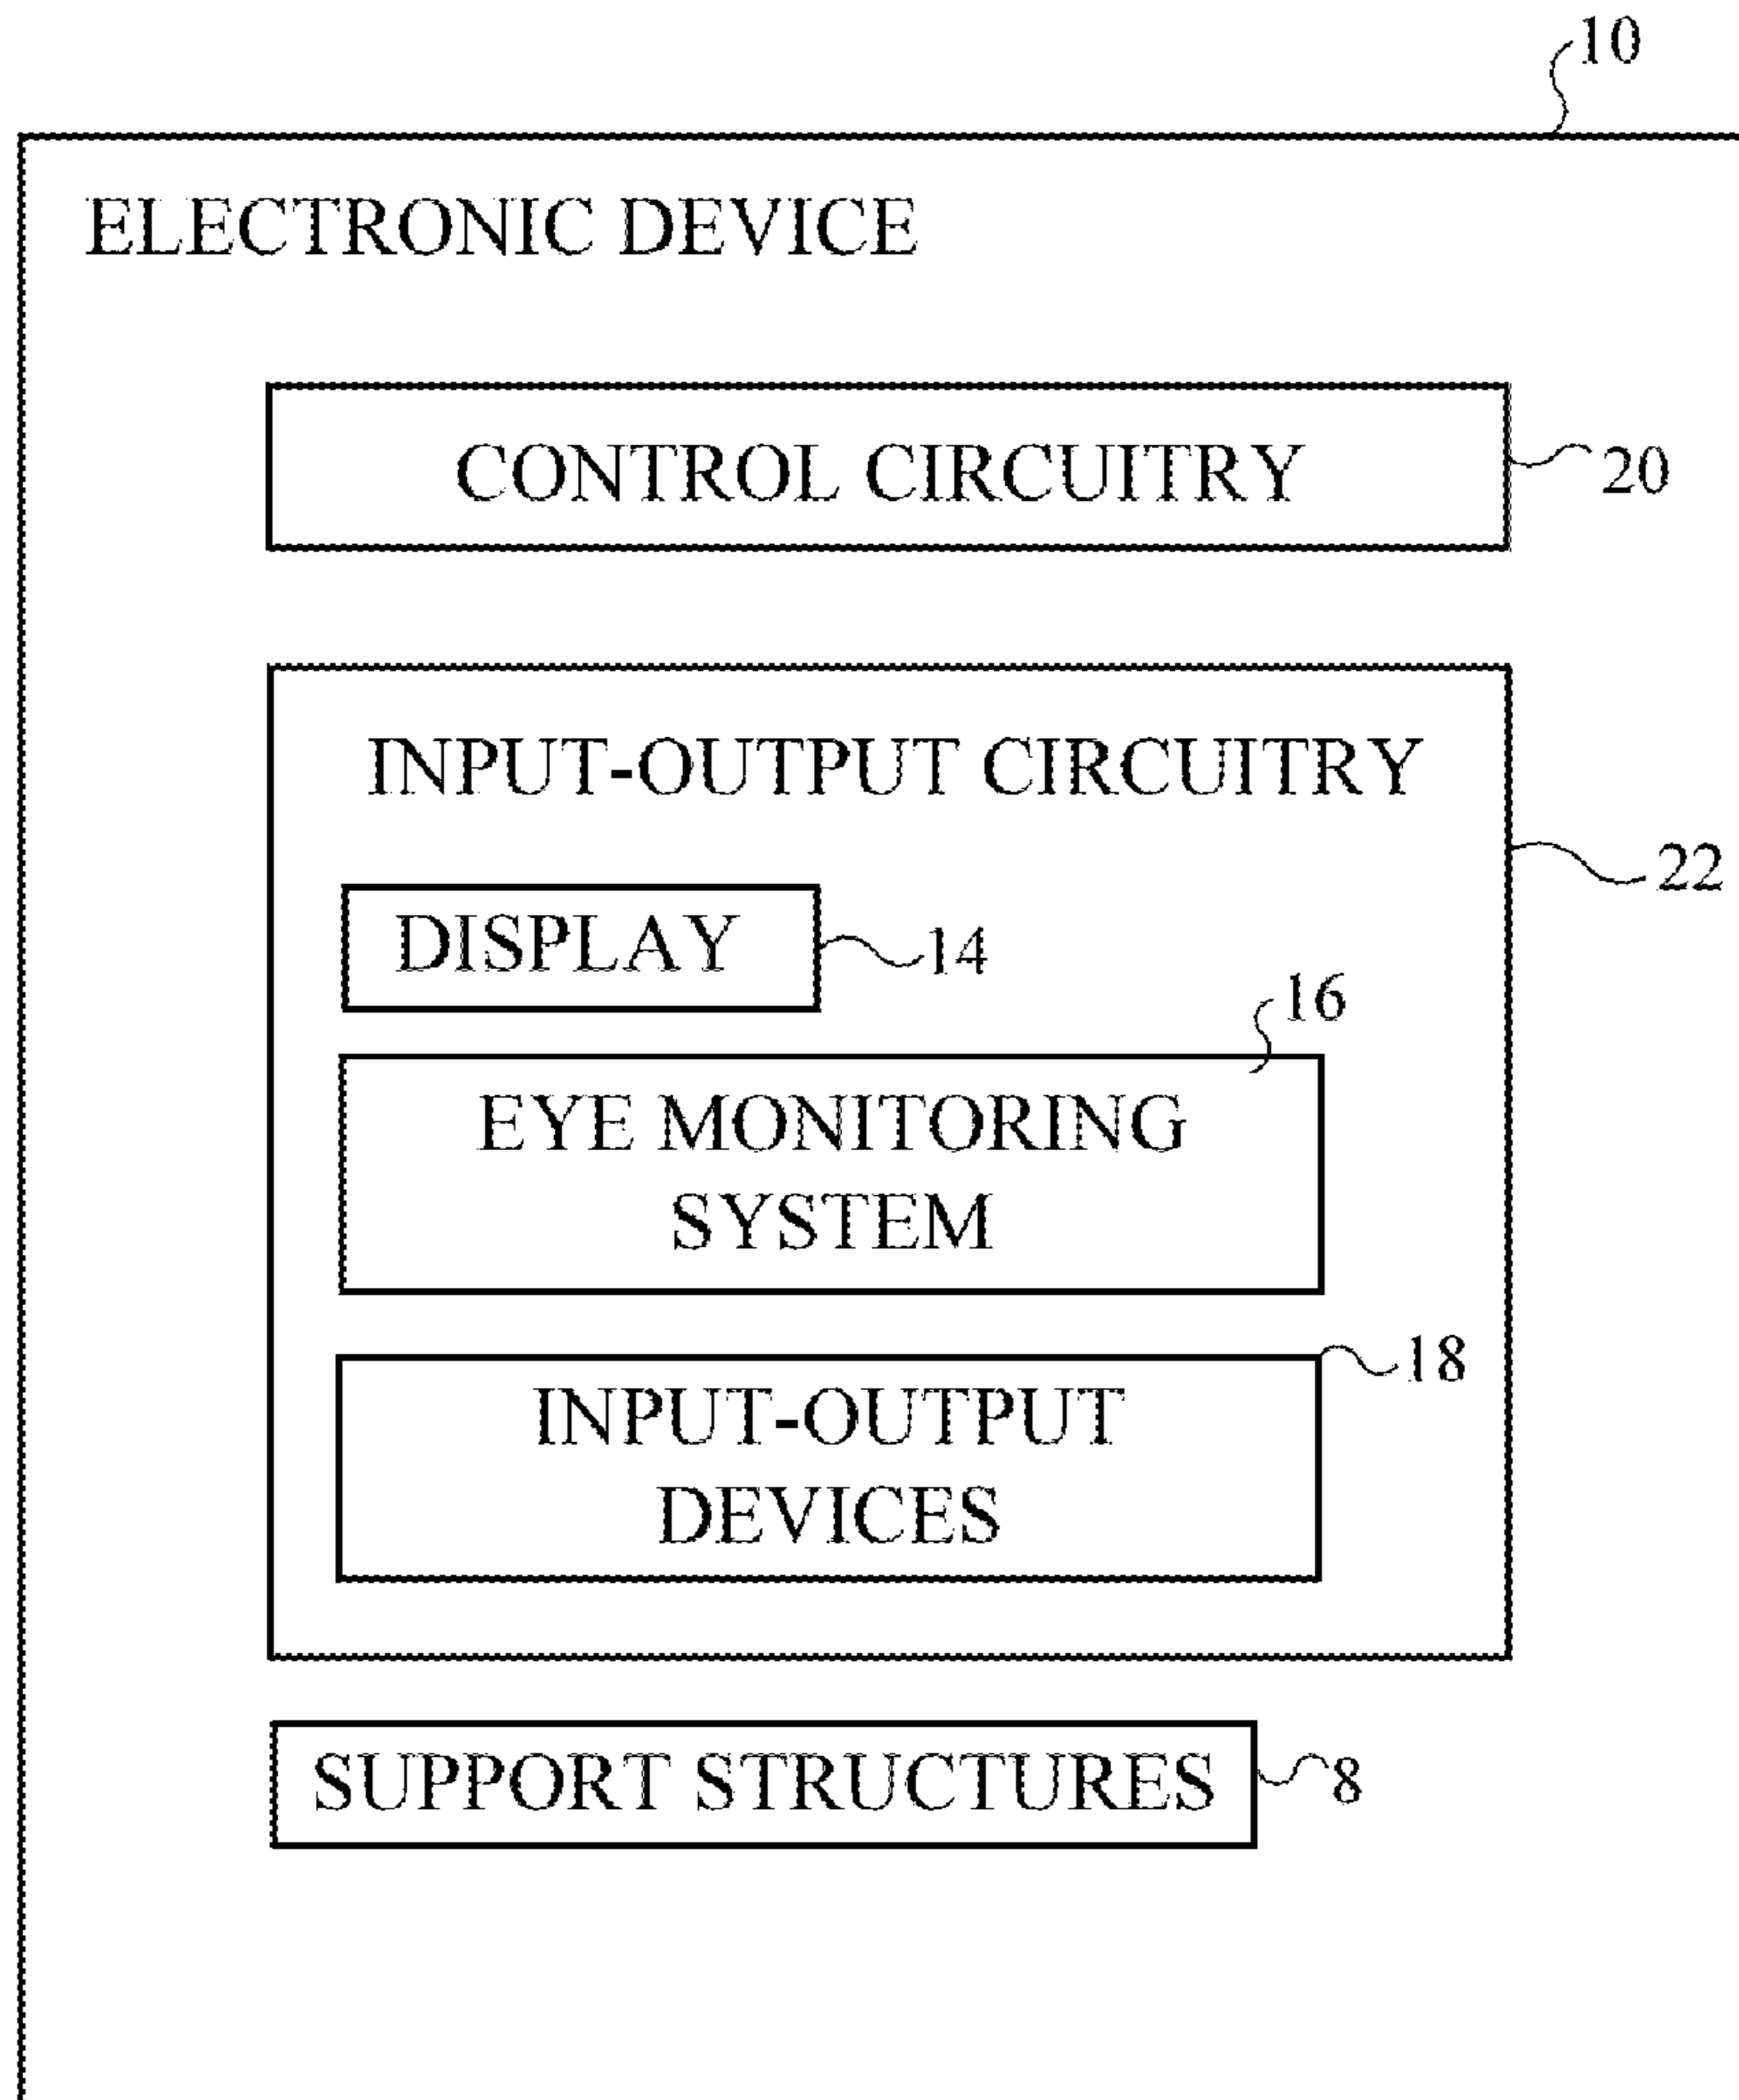 10
ELECTRONIC DEVICE
CONTROL CIRCUITRY
20
INPUT-OUTPUT CIRCUITRY
22
DISPLAY
14
16
EYE MONITORING
SYSTEM
18
INPUT-OUTPUT
DEVICES
SUPPORT STRUCTURES
8